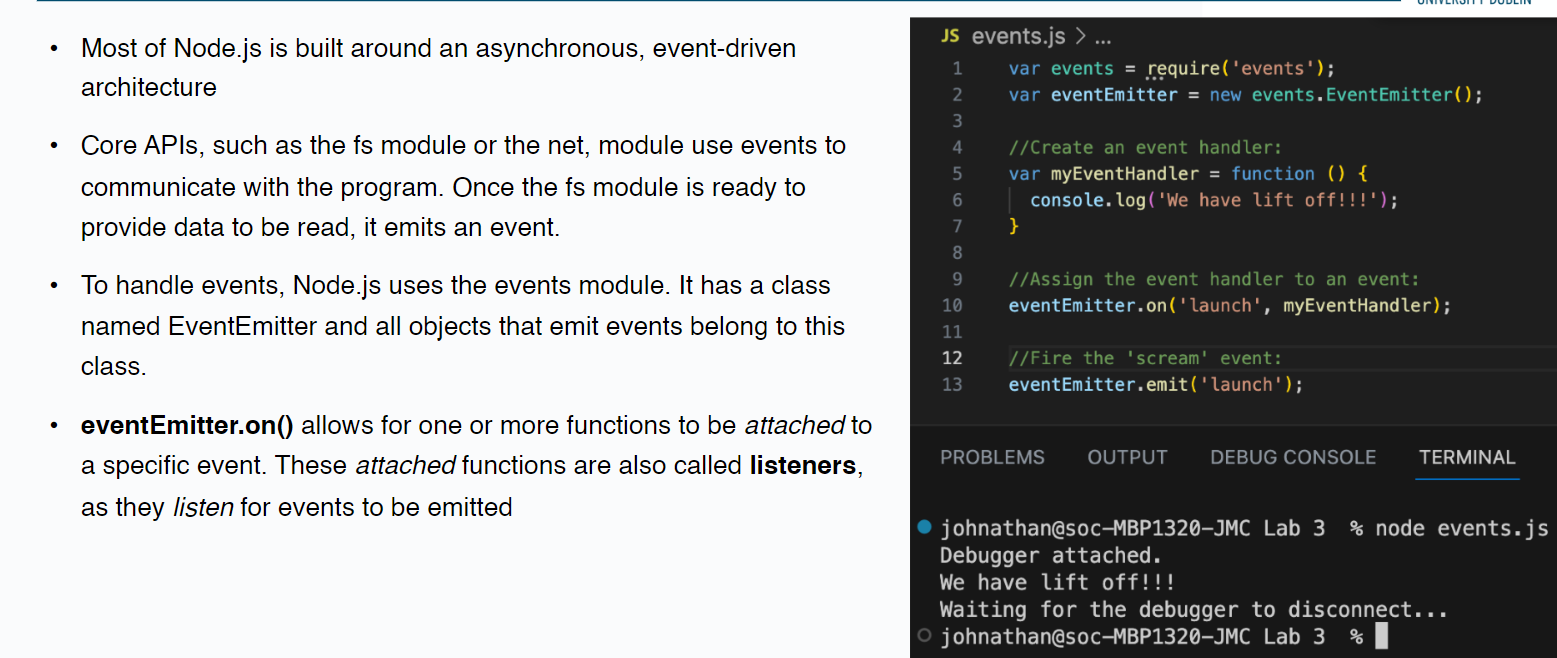 UNIVERSITY DUBLIN
• Most of Node.js is built around an asynchronous, event-driven
architecture
• Core APIs, such as the fs module or the net, module use events to
communicate with the program. Once the fs module is ready to
provide data to be read, it emits an event.
• To handle events, Node.js uses the events module. It has a class
named EventEmitter and all objects that emit events belong to this
class.
• eventEmitter.on() allows for one or more functions to be attached to
a specific event. These attached functions are also called listeners,
as they listen for events to be emitted
JS events.js > ...
1 var events = require('events');
2 var eventEmitter = new events.EventEmitter();
3
4 //Create an event handler:
5 var myEventHandler = function () {
6 console.log('We have lift off!!!');
7 }
8
9 //Assign the event handler to an event:
10 eventEmitter.on('launch', myEventHandler);
11
12 //Fire the 'scream' event:
13 eventEmitter.emit('launch');
PROBLEMS OUTPUT DEBUG CONSOLE TERMINAL
johnathan@soc-MBP1320-JMC Lab 3 % node events.js
Debugger attached.
We have lift off!!!
Waiting for the debugger to disconnect...
johnathan@soc-MBP1320-JMC Lab 3 %